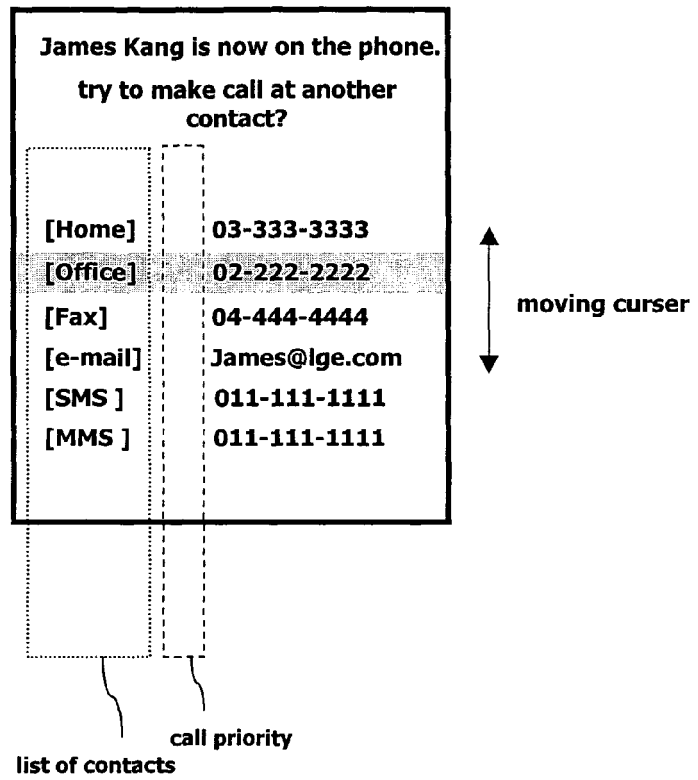 James Kang is now on the phone.
try to make call at another
contact?
[Home] 03-333-3333
[Office] 02-222-2222
[Fax] 04-444-4444
[e-mail] James@lge.com
[SMS ] 011-111-1111
[MMS ] 011-111-1111
moving curser
call priority
list of contacts